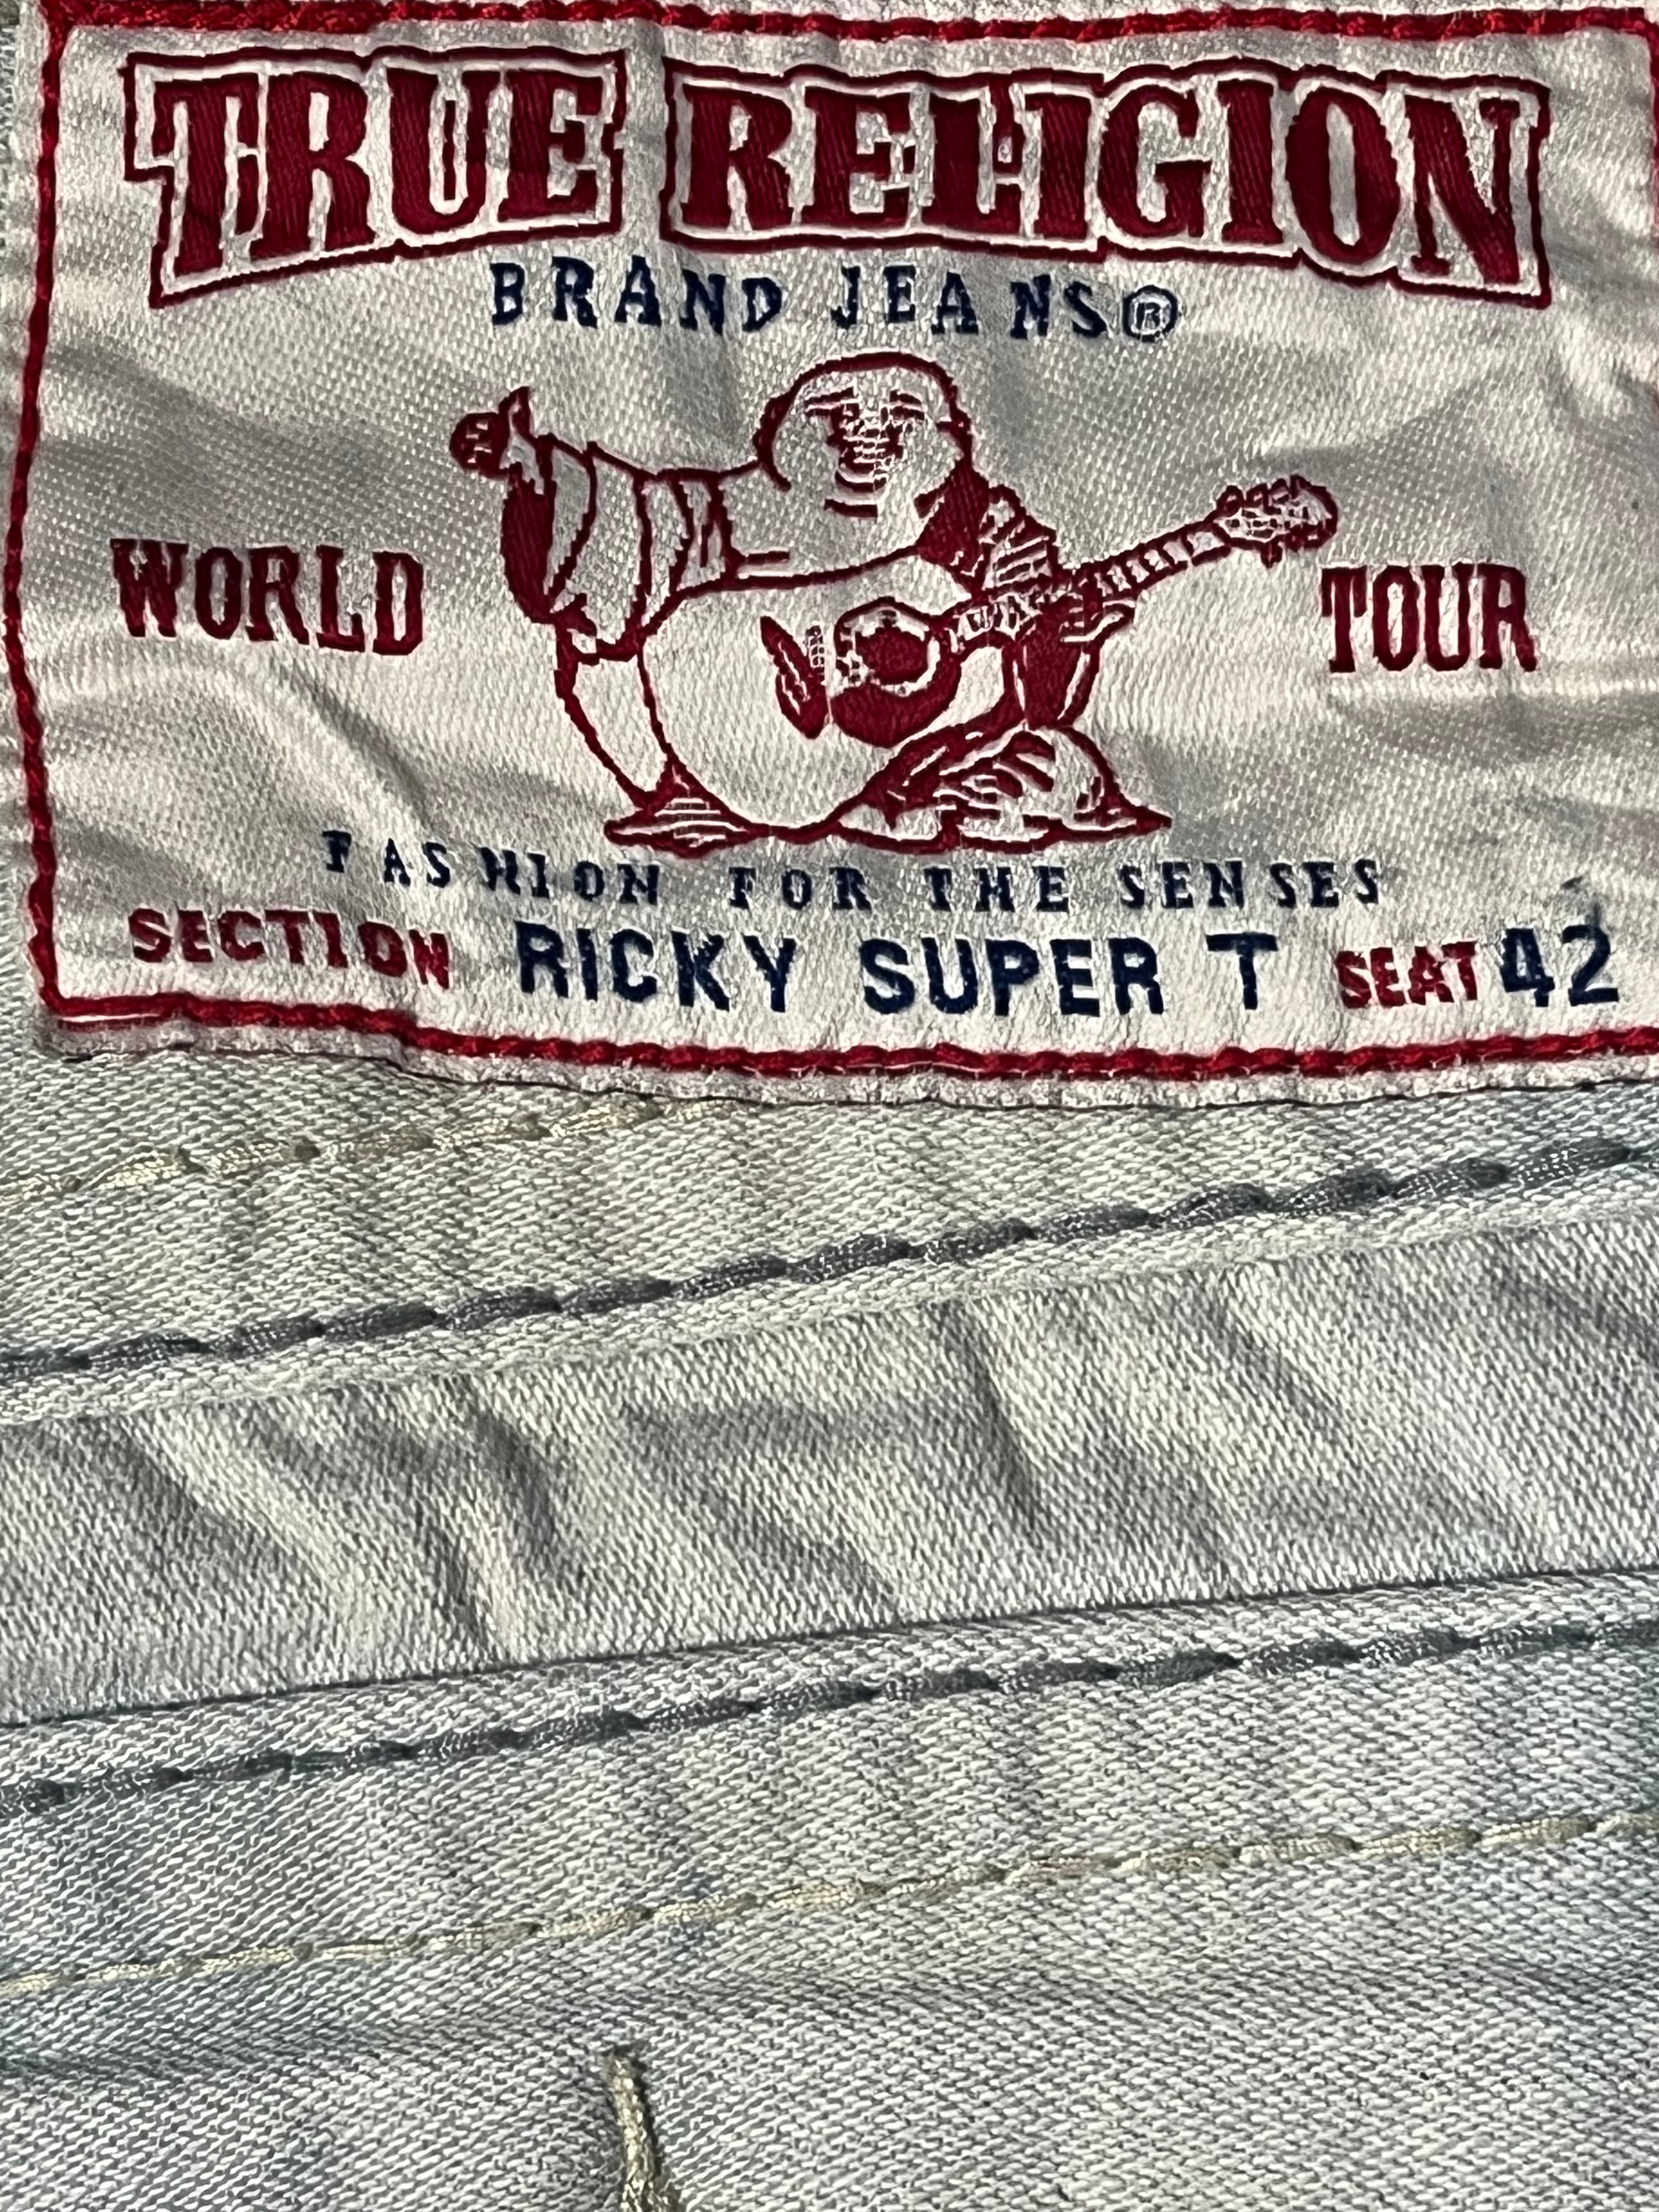 TRUE RELIGION
BRAND JEANS®
WORLD TOUR
FASHION FOR THE SENSES
SECTION RICKY SUPER T SEAT 42